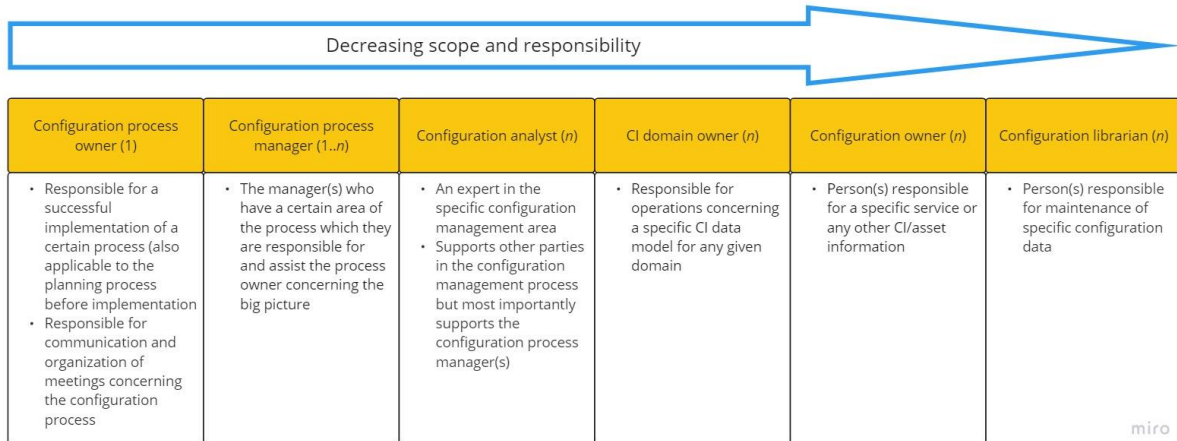 Decreasing scope and responsibility
Configuration process
owner (1)
Configuration process
manager (1..n)
Configuration analyst (n)
CI domain owner (n)
Configuration owner (n)
Configuration librarian (n)
• Responsible for a
successful
implementation of a
certain process (also
applicable to the
planning process
before implementation
• Responsible for
communication and
organization of
meetings concerning
the configuration
process
• The manager(s) who
have a certain area of
the process which they
are responsible for
and assist the process
owner concerning the
big picture
• An expert in the
specific configuration
management area
• Supports other parties
in the configuration
management process
but most importantly
supports the
configuration process
manager(s)
• Responsible for
operations concerning
a specific CI data
model for any given
domain
• Person(s) responsible
for a specific service or
any other CI/asset
information
• Person(s) responsible
for maintenance of
specific configuration
data
miro